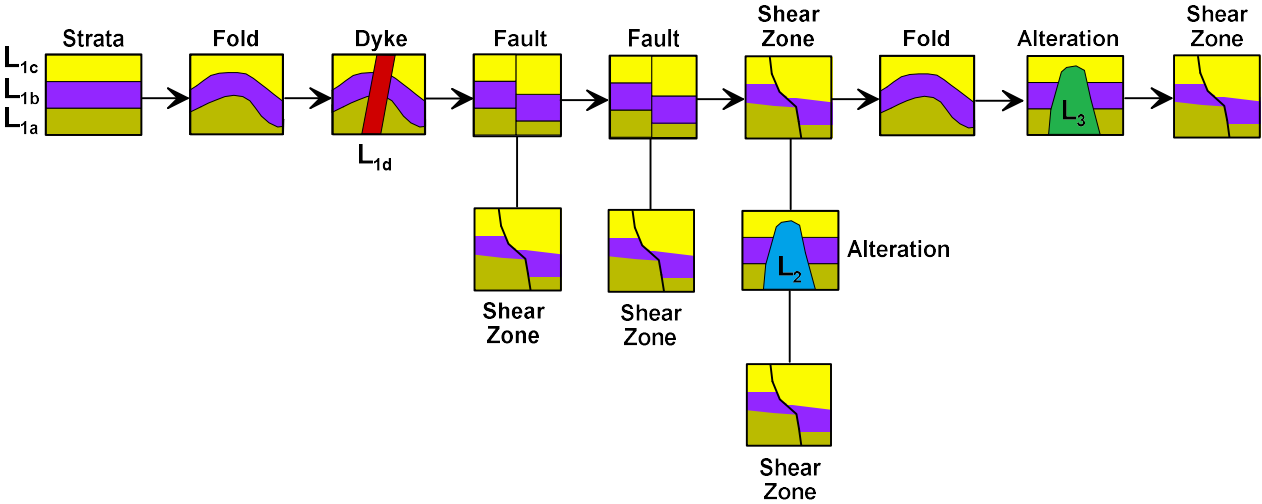 Strata
Fold
Dyke
Fault
Fault
Shear
Zone
Fold
Alteration
Shear
Zone
L1c
L1b
L1a
L1d
L3
Shear
Zone
Shear
Zone
L2
Alteration
Shear
Zone